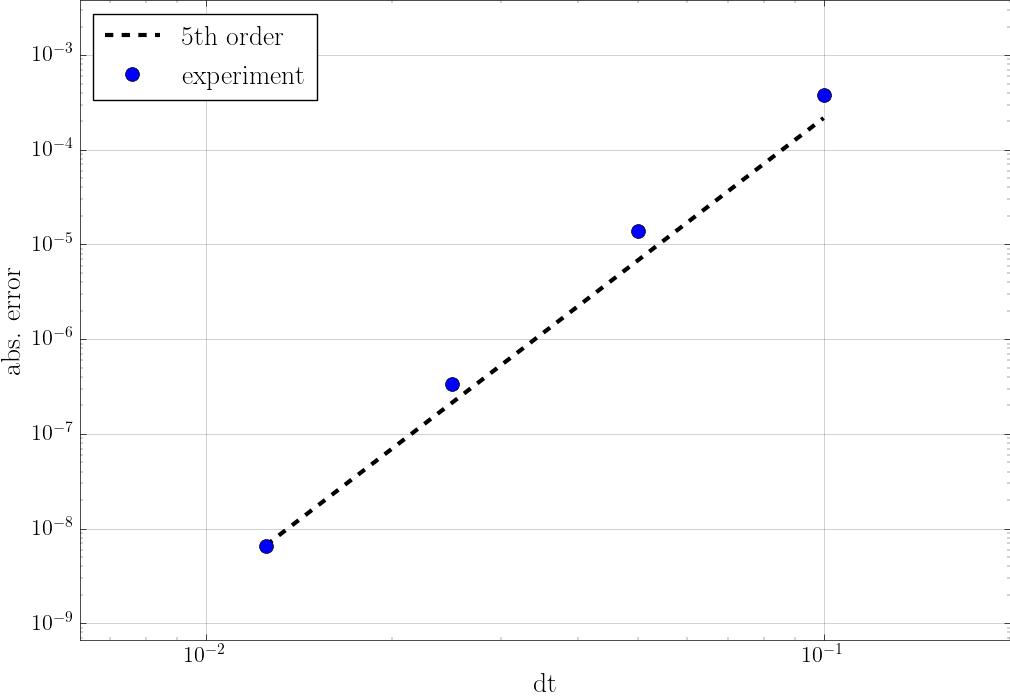 5th order
experiment
10⁻³
10⁻⁴
10⁻⁵
10⁻⁶
10⁻⁷
10⁻⁸
10⁻⁹
abs. error
10⁻²
10⁻¹
dt